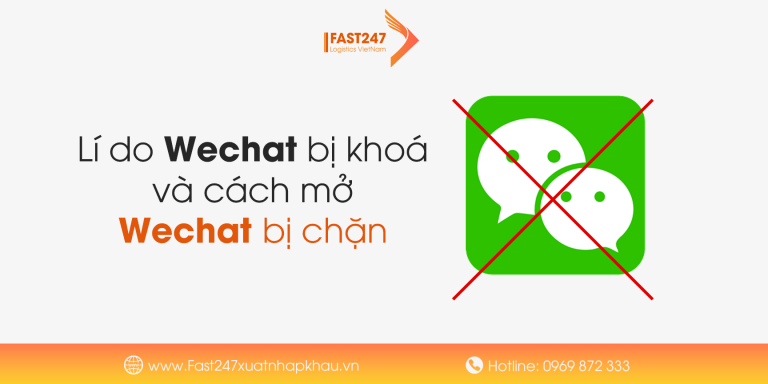 FAST247
Logistics VietNam
Lí do Wechat bị khoá
và cách mở
Wechat bị chặn
www.Fast247xuatnhapkhau.vn
Hotline: 0969 872 333